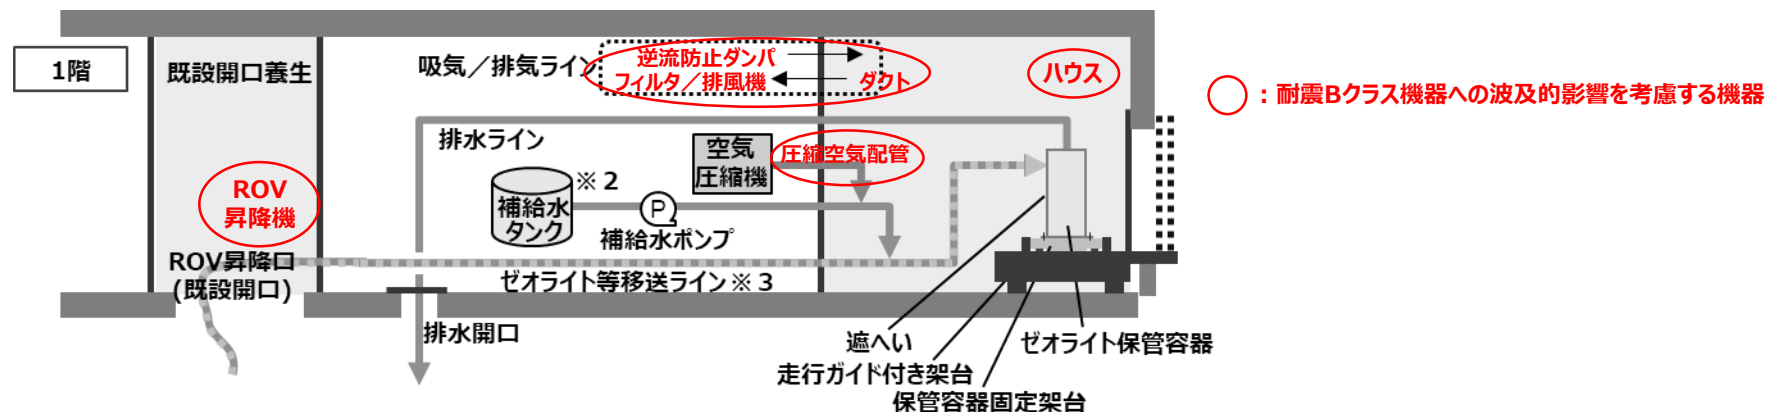 1階
既設開口養生
吸気／排気ライン
逆流防止ダンパ
フィルタ／排風機
ダクト
ハウス
：耐震Bクラス機器への波及的影響を考慮する機器
排水ライン
空気
圧縮機
圧縮空気配管
ROV
昇降機
※２
補給水
タンク
P
補給水ポンプ
ROV昇降口
(既設開口)
ゼオライト等移送ライン※３
排水開口
遮へい
ゼオライト保管容器
走行ガイド付き架台
保管容器固定架台